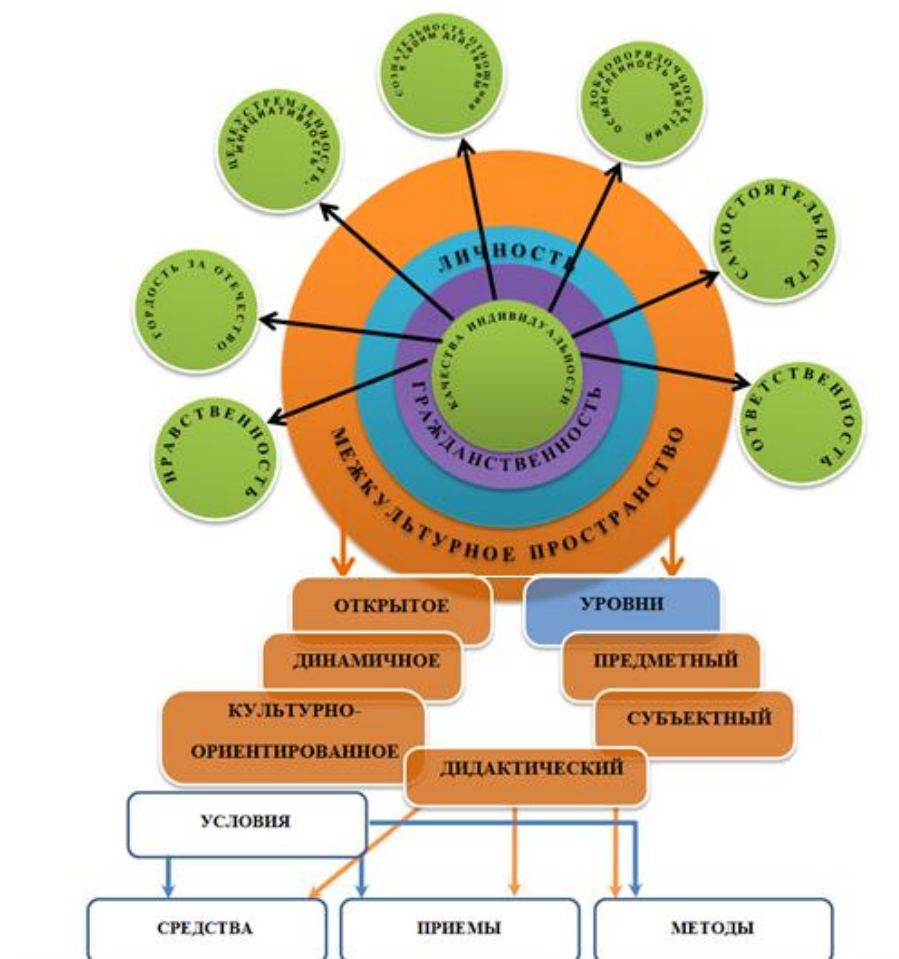 СОЗНАТЕЛЬНОСТЬ ОТНОШЕНИЯ
К СВОИМ ДЕЙСТВИЯМ
ДОБРОПОРЯДОЧНОСТЬ,
ОСМЫСЛЕННОСТЬ ДЕЙСТВИЙ
ЦЕЛЕУСТРЕМЛЕННОСТЬ,
ИНИЦИАТИВНОСТЬ,
САМОСТОЯТЕЛЬНОСТЬ
ГОРДОСТЬ ЗА ОТЕЧЕСТВО
ОТВЕТСТВЕННОСТЬ
НРАВСТВЕННОСТЬ
ЛИЧНОСТЬ
КАЧЕСТВА ИНДИВИДУАЛЬНОСТИ
ГРАЖДАНСТВЕННОСТЬ
МЕЖКУЛЬТУРНОЕ ПРОСТРАНСТВО
ОТКРЫТОЕ
УРОВНИ
ДИНАМИЧНОЕ
ПРЕДМЕТНЫЙ
КУЛЬТУРНО-
ОРИЕНТИРОВАННОЕ
СУБЪЕКТНЫЙ
ДИДАКТИЧЕСКИЙ
УСЛОВИЯ
СРЕДСТВА
ПРИЕМЫ
МЕТОДЫ